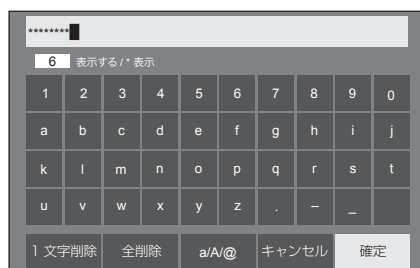 ********
6 表示する / * 表示
1 2 3 4 5 6 7 8 9 0
a b c d e f g h i j
k l m n o p q r s t
u v w x y z . – _
1 文字削除 全削除 a/A/@ キャンセル 確定